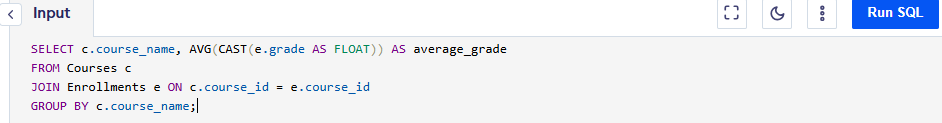 Input
Run SQL
SELECT c.course_name, AVG(CAST(e.grade AS FLOAT)) AS average_grade
FROM Courses c
JOIN Enrollments e ON c.course_id = e.course_id
GROUP BY c.course_name;